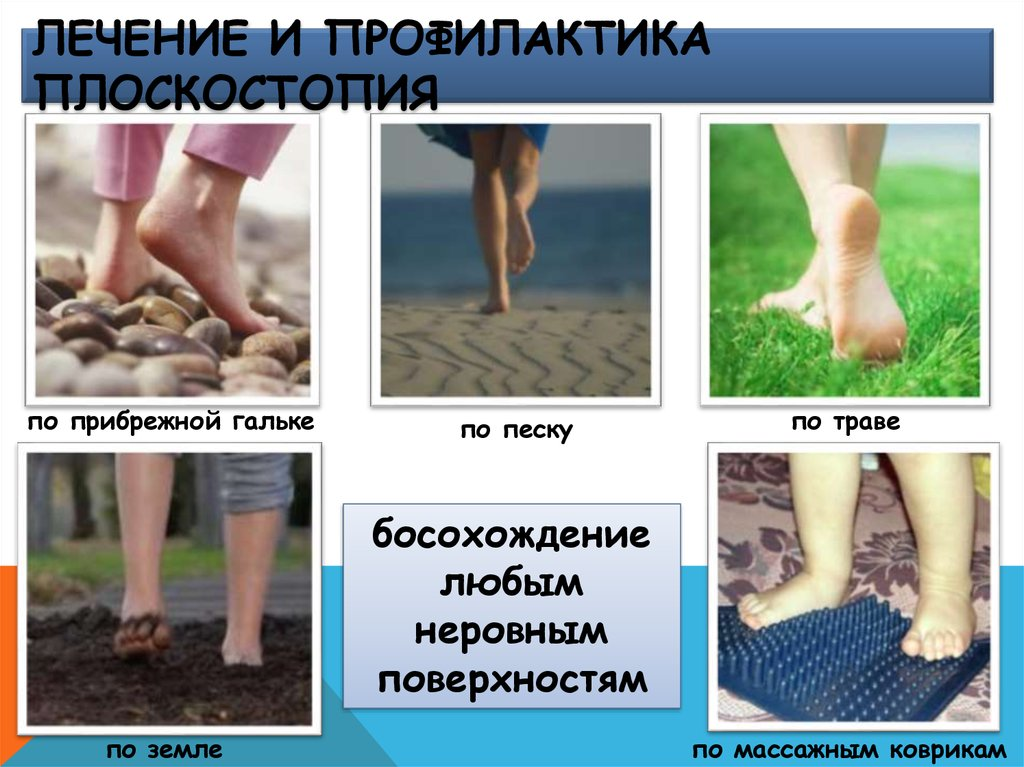 ЛЕЧЕНИЕ И ПРОФИЛАКТИКА
ПЛОСКОСТОПИЯ
по прибрежной гальке
по песку
по траве
босохождение
любым
неровным
поверхностям
по земле
по массажным коврикам